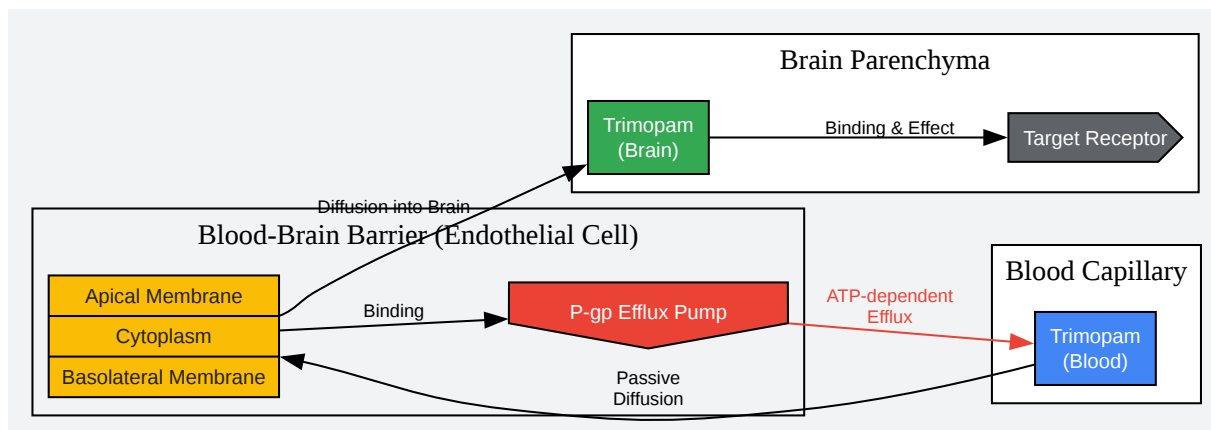 Brain Parenchyma
Trimopam
(Brain)
Binding & Effect
Target Receptor
Diffusion into Brain
Blood-Brain Barrier (Endothelial Cell)
Apical Membrane
Cytoplasm
Basolateral Membrane
Binding
P-gp Efflux Pump
ATP-dependent
Efflux
Passive
Diffusion
Blood Capillary
Trimopam
(Blood)